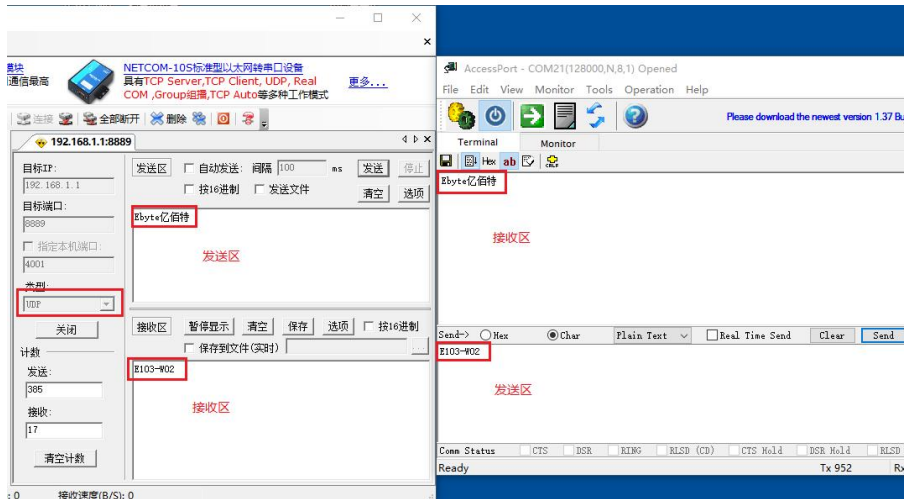 ×
模块
通信最高
NETCOM-10S标准型以太网转串口设备
具有TCP Server,TCP Client, UDP, Real
COM ,Group组播,TCP Auto等多种工作模式
更多...
连接 全部断开 删除
192.168.1.1:8889
目标IP:
192.168.1.1
目标端口:
8889
指定本机端口:
4001
类型:
UDP
关闭
计数
发送:
385
接收:
17
清空计数
发送区 自动发送: 间隔 100 ms 发送 停止
按16进制 发送文件 清空 选项
Ebyte亿佰特
发送区
接收区 暂停显示 清空 保存 选项 按16进制
保存到文件(实时) ...
E103-W02
接收区
: 0 接收速度(B/S): 0
AccessPort - COM21(128000,N,8,1) Opened
File Edit View Monitor Tools Operation Help
Please download the newest version 1.37 Bu
Terminal Monitor
Hex ab
Ebyte亿佰特
接收区
Send-> Hex Char Plain Text Real Time Send Clear Send
E103-W02
发送区
Comm Status CTS DSR RING RLSD (CD) CTS Hold DSR Hold RLSD
Ready Tx 952 Rx